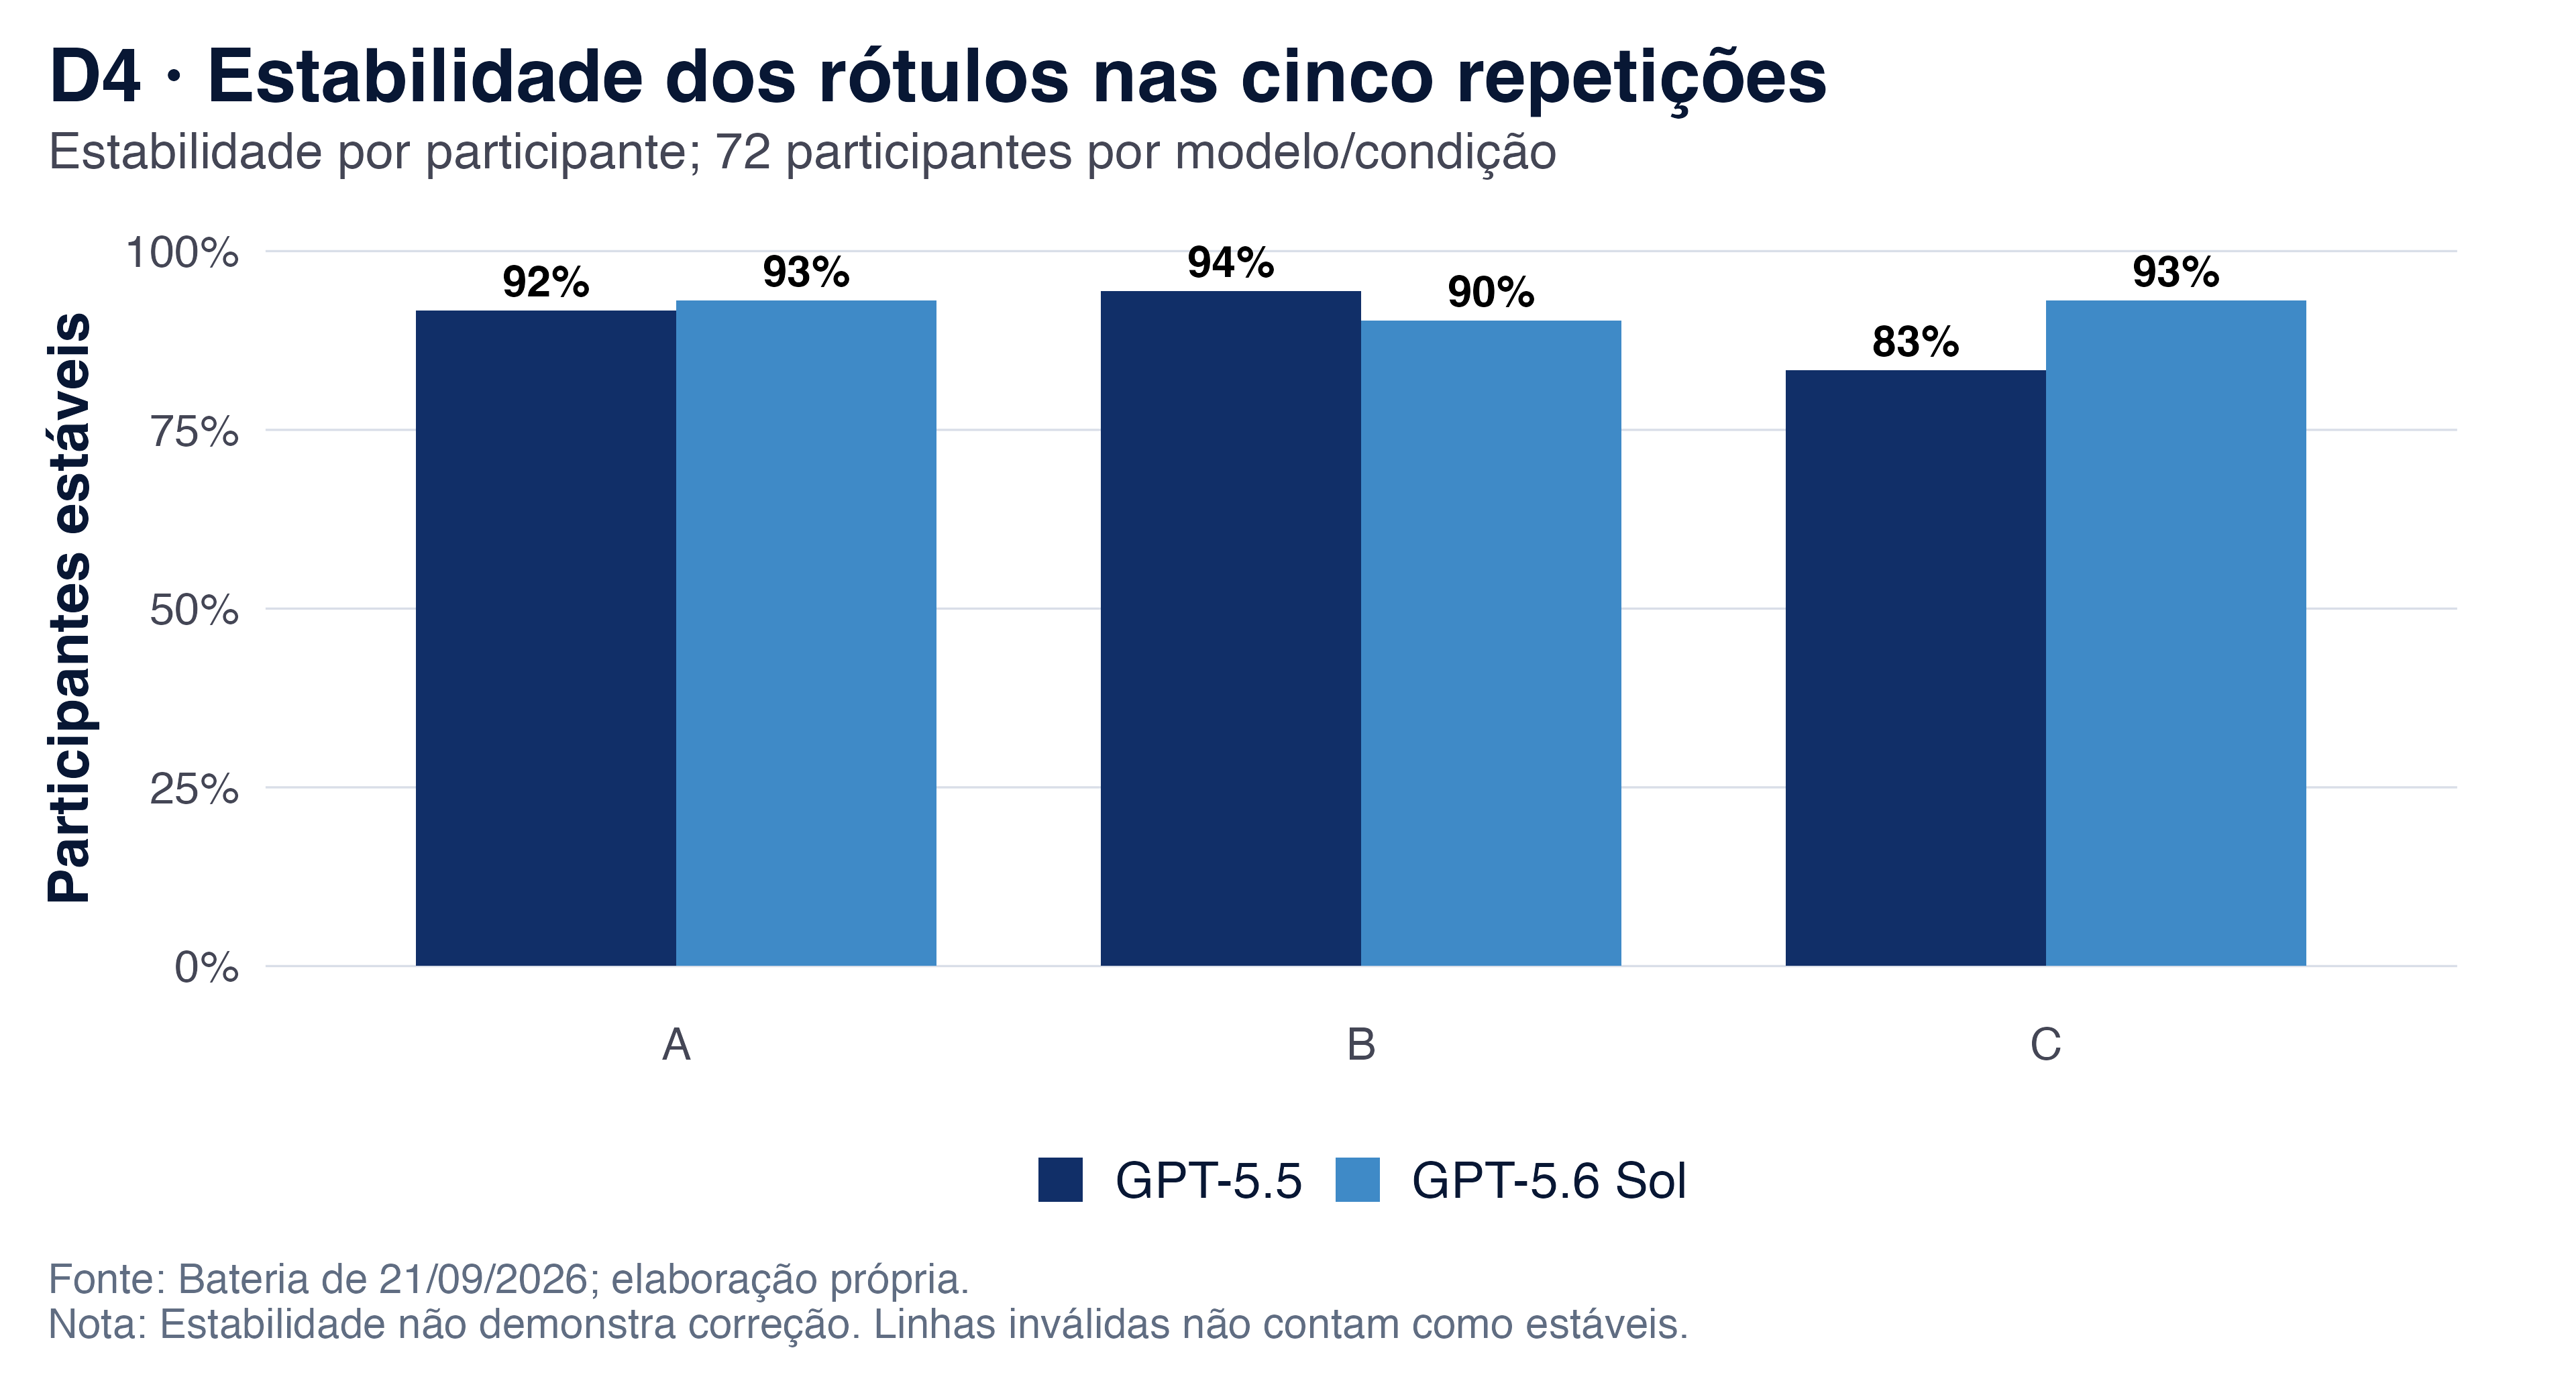 D4 · Estabilidade dos rótulos nas cinco repetições
Estabilidade por participante; 72 participantes por modelo/condição
Participantes estáveis
100%
75%
50%
25%
0%
92%
93%
94%
90%
83%
93%
A
B
C
GPT-5.5
GPT-5.6 Sol
Fonte: Bateria de 21/09/2026; elaboração própria.
Nota: Estabilidade não demonstra correção. Linhas inválidas não contam como estáveis.